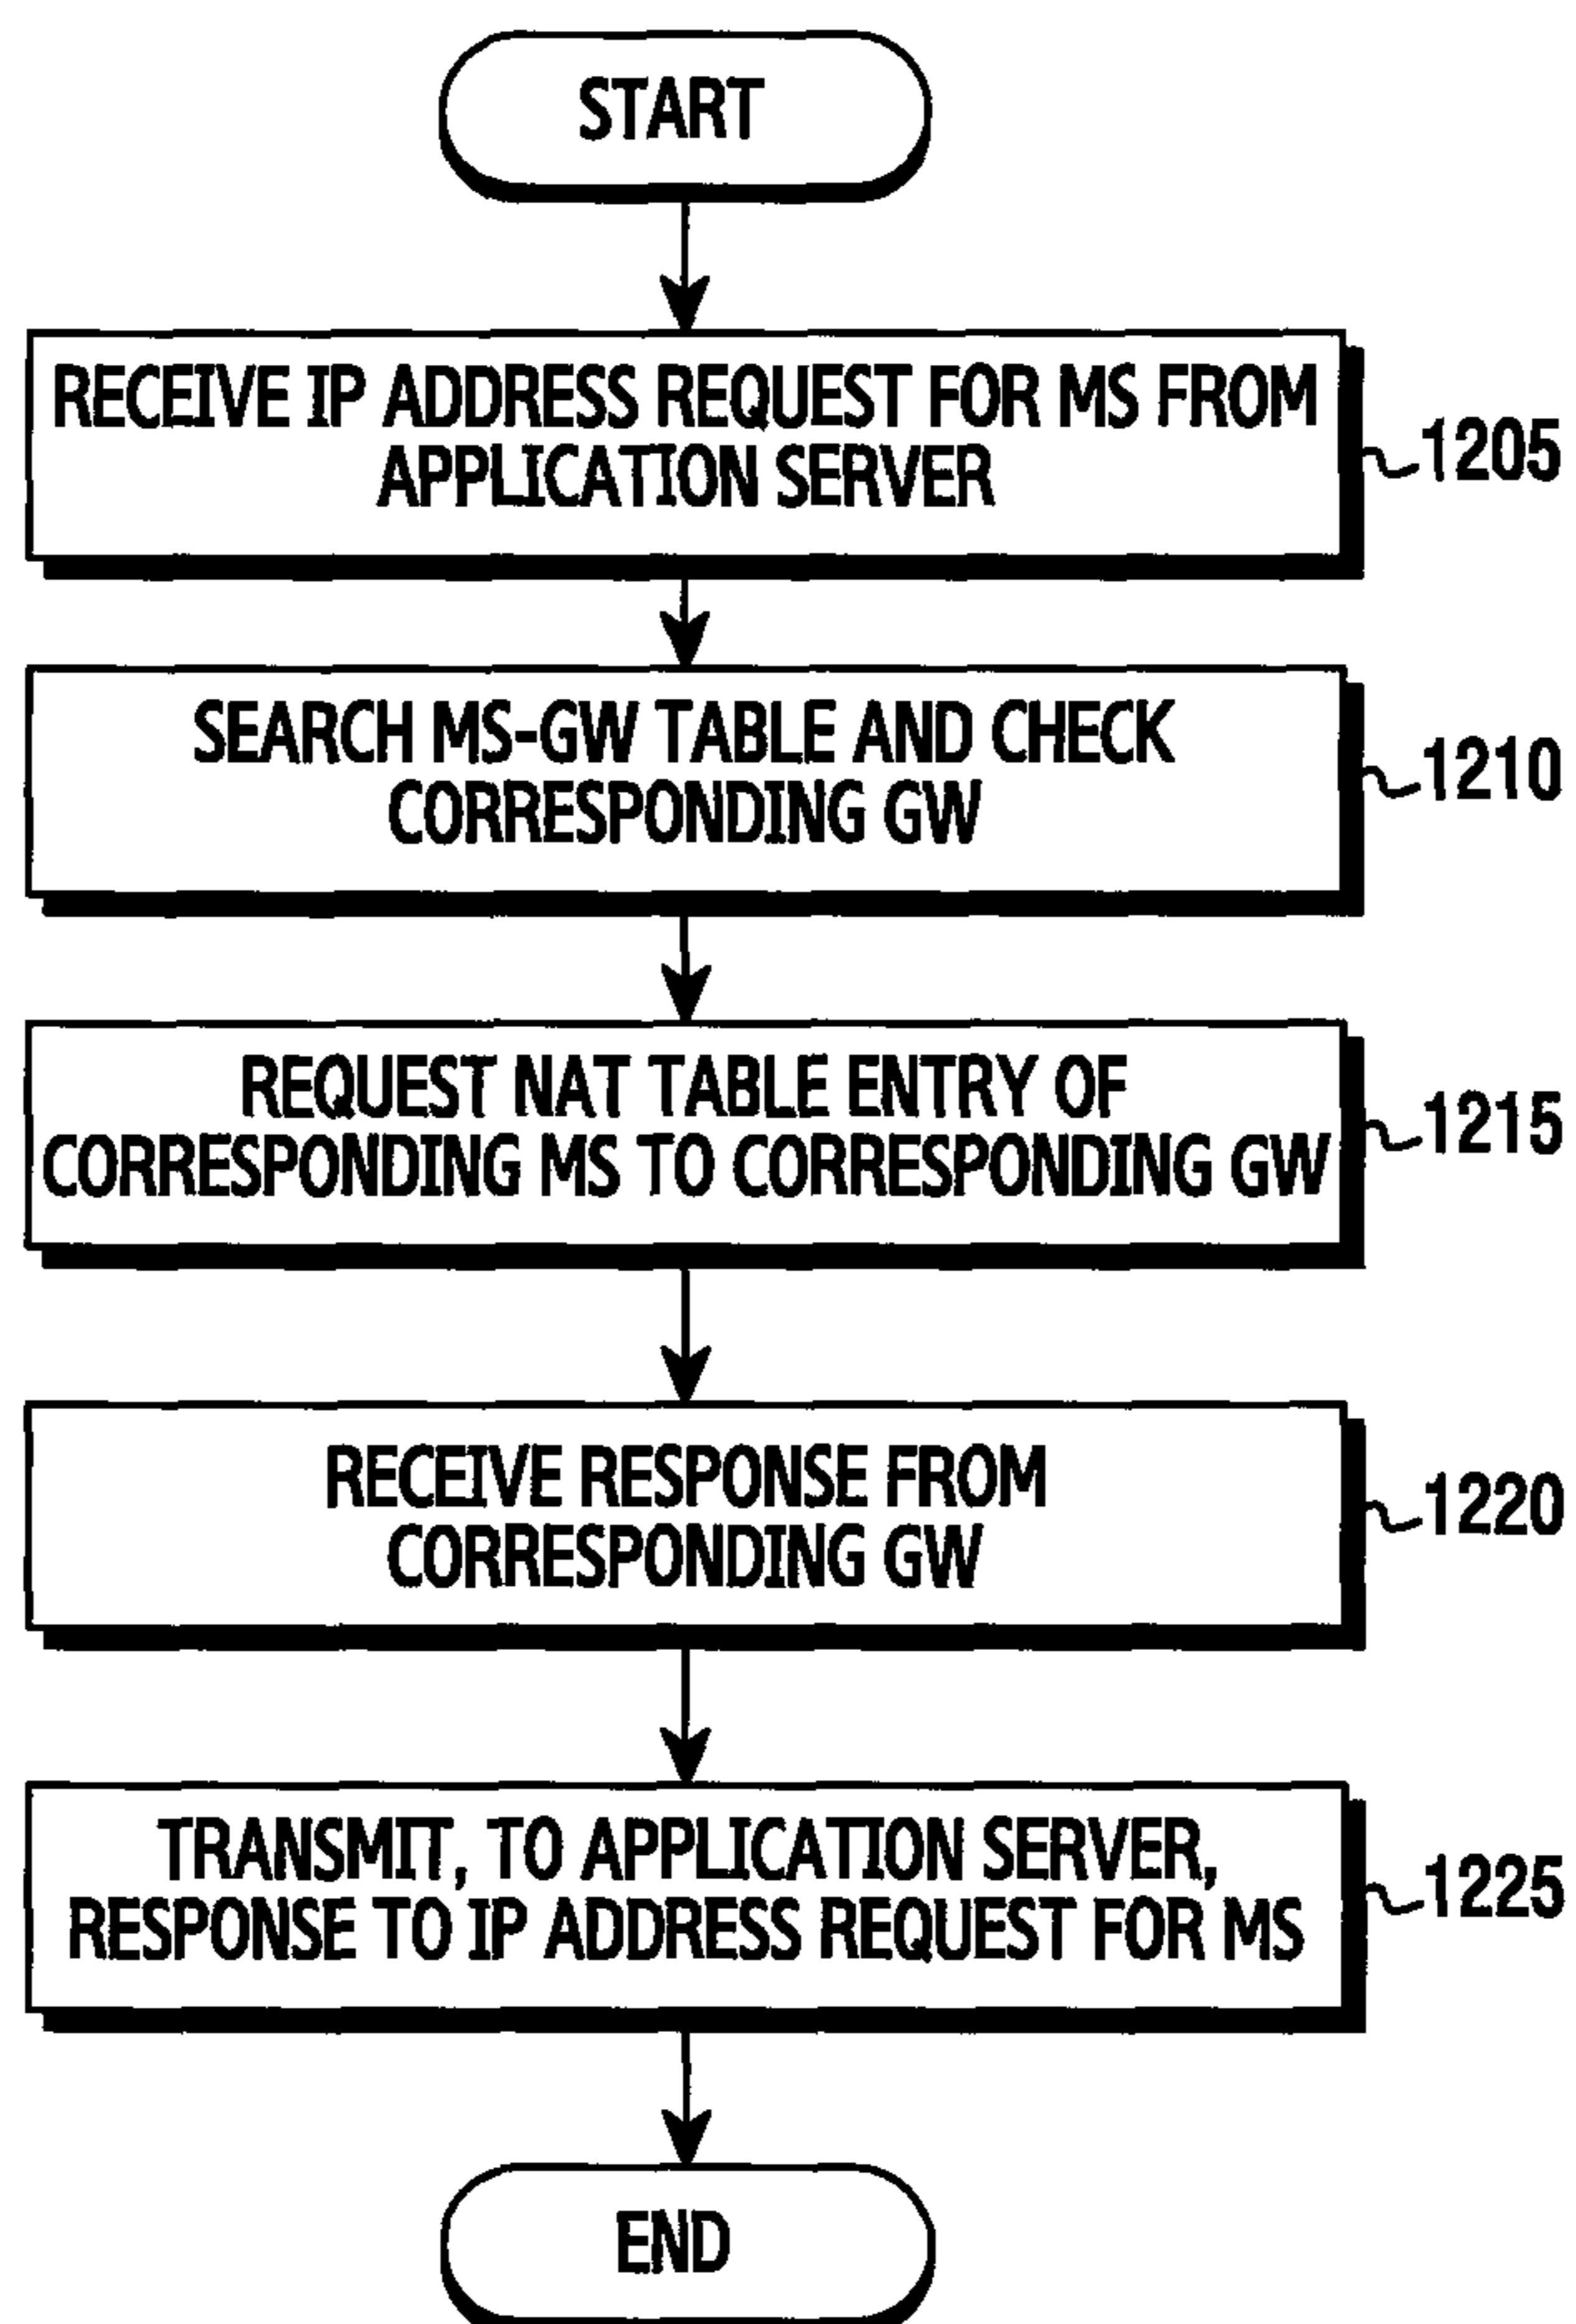 START
RECEIVE IP ADDRESS REQUEST FOR MS FROM
APPLICATION SERVER
1205
SEARCH MS-GW TABLE AND CHECK
CORRESPONDING GW
1210
REQUEST NAT TABLE ENTRY OF
CORRESPONDING MS TO CORRESPONDING GW
1215
RECEIVE RESPONSE FROM
CORRESPONDING GW
1220
TRANSMIT, TO APPLICATION SERVER,
RESPONSE TO IP ADDRESS REQUEST FOR MS
1225
END